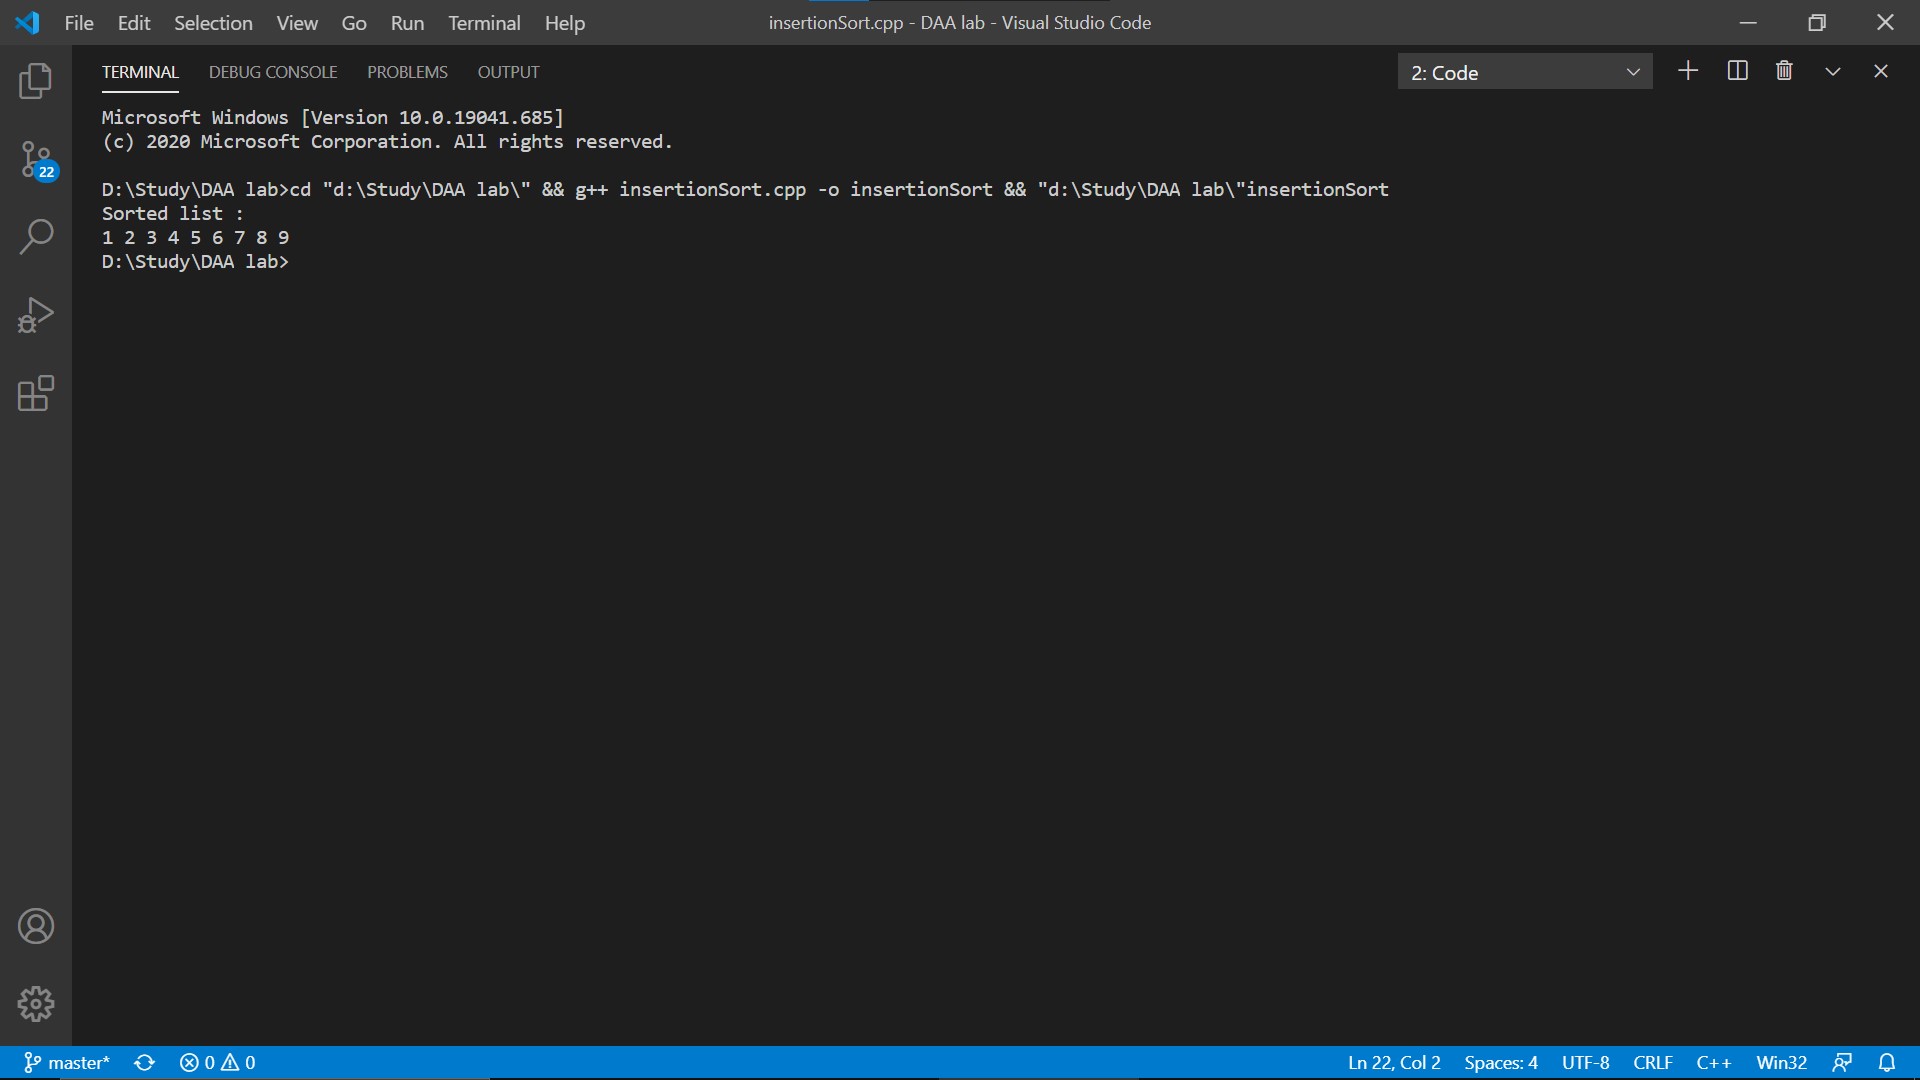 File Edit Selection View Go Run Terminal Help
insertionSort.cpp - DAA lab - Visual Studio Code
TERMINAL DEBUG CONSOLE PROBLEMS OUTPUT
2: Code
Microsoft Windows [Version 10.0.19041.685]
(c) 2020 Microsoft Corporation. All rights reserved.
D:\Study\DAA lab>cd "d:\Study\DAA lab\" && g++ insertionSort.cpp -o insertionSort && "d:\Study\DAA lab\"insertionSort
Sorted list :
1 2 3 4 5 6 7 8 9
D:\Study\DAA lab>
22
master* 0 0
Ln 22, Col 2 Spaces: 4 UTF-8 CRLF C++ Win32